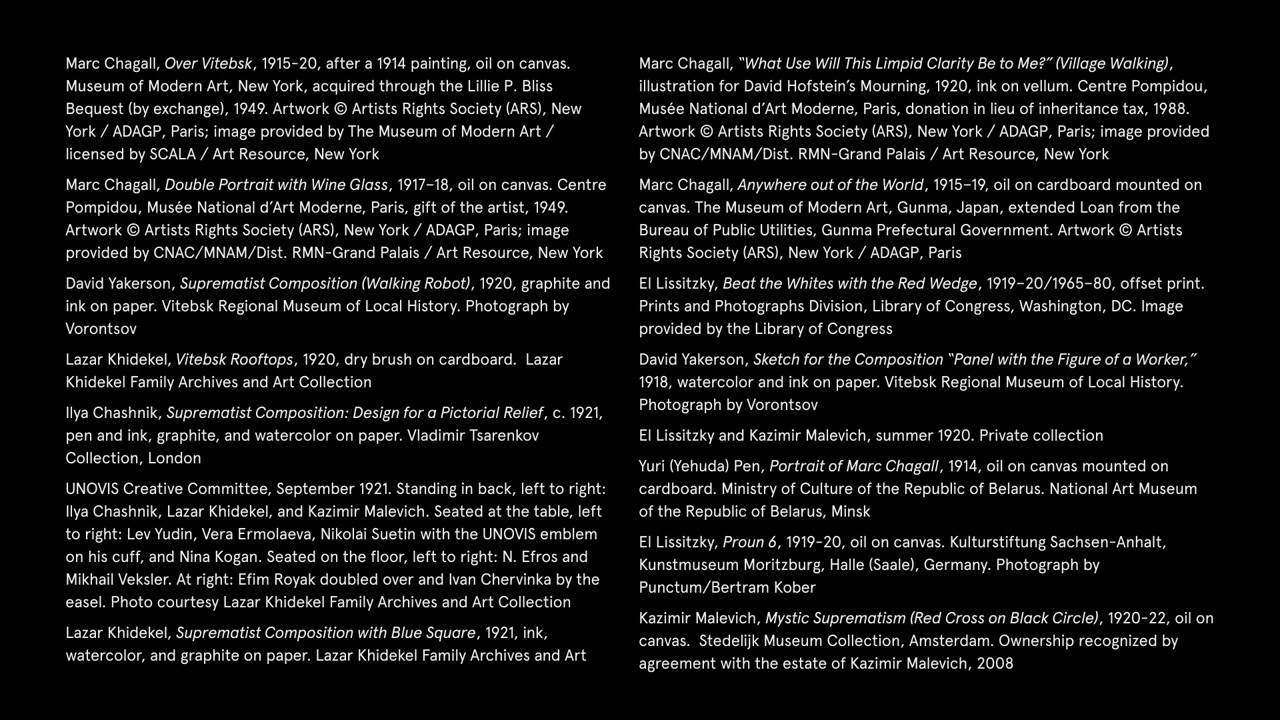 Marc Chagall, Over Vitebsk, 1915-20, after a 1914 painting, oil on canvas.
Museum of Modern Art, New York, acquired through the Lillie P. Bliss
Bequest (by exchange), 1949. Artwork © Artists Rights Society (ARS), New
York / ADAGP, Paris; image provided by The Museum of Modern Art /
licensed by SCALA / Art Resource, New York
Marc Chagall, Double Portrait with Wine Glass, 1917–18, oil on canvas. Centre
Pompidou, Musée National d’Art Moderne, Paris, gift of the artist, 1949.
Artwork © Artists Rights Society (ARS), New York / ADAGP, Paris; image
provided by CNAC/MNAM/Dist. RMN-Grand Palais / Art Resource, New York
David Yakerson, Suprematist Composition (Walking Robot), 1920, graphite and
ink on paper. Vitebsk Regional Museum of Local History. Photograph by
Vorontsov
Lazar Khidekel, Vitebsk Rooftops, 1920, dry brush on cardboard.  Lazar
Khidekel Family Archives and Art Collection
Ilya Chashnik, Suprematist Composition: Design for a Pictorial Relief, c. 1921,
pen and ink, graphite, and watercolor on paper. Vladimir Tsarenkov
Collection, London
UNOVIS Creative Committee, September 1921. Standing in back, left to right:
Ilya Chashnik, Lazar Khidekel, and Kazimir Malevich. Seated at the table, left
to right: Lev Yudin, Vera Ermolaeva, Nikolai Suetin with the UNOVIS emblem
on his cuff, and Nina Kogan. Seated on the floor, left to right: N. Efros and
Mikhail Veksler. At right: Efim Royak doubled over and Ivan Chervinka by the
easel. Photo courtesy Lazar Khidekel Family Archives and Art Collection
Lazar Khidekel, Suprematist Composition with Blue Square, 1921, ink,
watercolor, and graphite on paper. Lazar Khidekel Family Archives and Art
Marc Chagall, “What Use Will This Limpid Clarity Be to Me?” (Village Walking),
illustration for David Hofstein’s Mourning, 1920, ink on vellum. Centre Pompidou,
Musée National d’Art Moderne, Paris, donation in lieu of inheritance tax, 1988.
Artwork © Artists Rights Society (ARS), New York / ADAGP, Paris; image provided
by CNAC/MNAM/Dist. RMN-Grand Palais / Art Resource, New York
Marc Chagall, Anywhere out of the World, 1915–19, oil on cardboard mounted on
canvas. The Museum of Modern Art, Gunma, Japan, extended Loan from the
Bureau of Public Utilities, Gunma Prefectural Government. Artwork © Artists
Rights Society (ARS), New York / ADAGP, Paris
El Lissitzky, Beat the Whites with the Red Wedge, 1919–20/1965–80, offset print.
Prints and Photographs Division, Library of Congress, Washington, DC. Image
provided by the Library of Congress
David Yakerson, Sketch for the Composition “Panel with the Figure of a Worker,”
1918, watercolor and ink on paper. Vitebsk Regional Museum of Local History.
Photograph by Vorontsov
El Lissitzky and Kazimir Malevich, summer 1920. Private collection
Yuri (Yehuda) Pen, Portrait of Marc Chagall, 1914, oil on canvas mounted on
cardboard. Ministry of Culture of the Republic of Belarus. National Art Museum
of the Republic of Belarus, Minsk
El Lissitzky, Proun 6, 1919-20, oil on canvas. Kulturstiftung Sachsen-Anhalt,
Kunstmuseum Moritzburg, Halle (Saale), Germany. Photograph by
Punctum/Bertram Kober
Kazimir Malevich, Mystic Suprematism (Red Cross on Black Circle), 1920-22, oil on
canvas.  Stedelijk Museum Collection, Amsterdam. Ownership recognized by
agreement with the estate of Kazimir Malevich, 2008